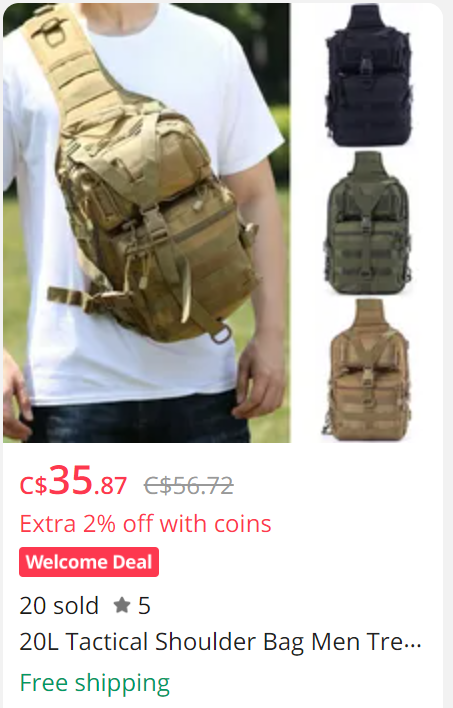 C$35.87 C$56.72
Extra 2% off with coins
Welcome Deal
20 sold ★ 5
20L Tactical Shoulder Bag Men Tre...
Free shipping